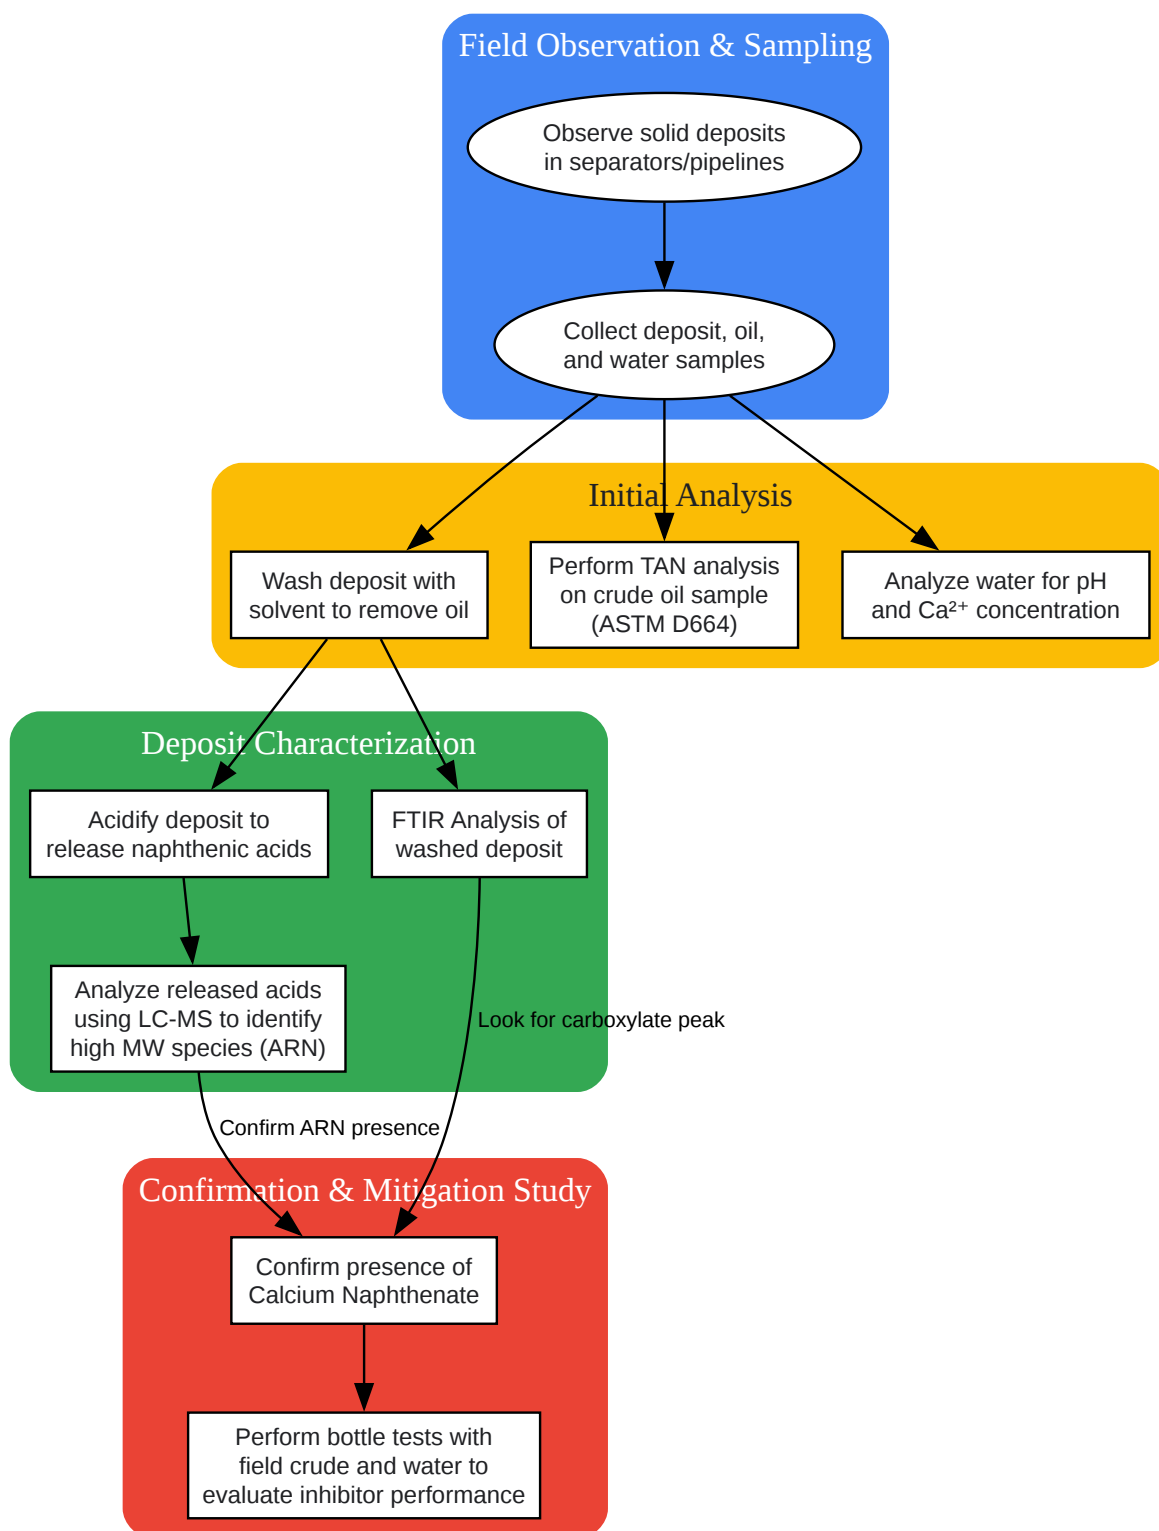 Field Observation & Sampling
Observe solid deposits
in separators/pipelines
Collect deposit, oil,
and water samples
Initial Analysis
Wash deposit with
solvent to remove oil
Perform TAN analysis
on crude oil sample
(ASTM D664)
Analyze water for pH
and Ca²⁺ concentration
Deposit Characterization
Acidify deposit to
release naphthenic acids
FTIR Analysis of
washed deposit
Analyze released acids
using LC-MS to identify
high MW species (ARN)
Look for carboxylate peak
Confirm ARN presence
Confirmation & Mitigation Study
Confirm presence of
Calcium Naphthenate
Perform bottle tests with
field crude and water to
evaluate inhibitor performance